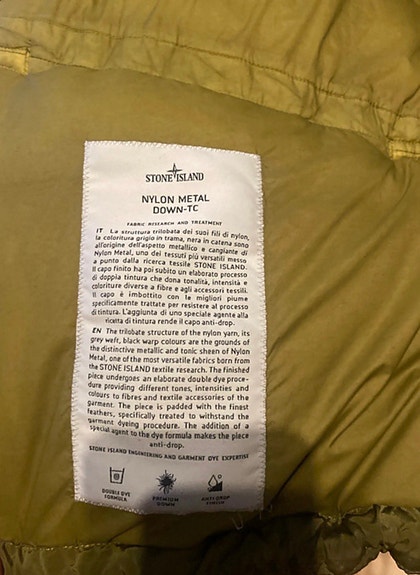 STONE ISLAND
NYLON METAL
DOWN-TC
FABRIC RESEARCH AND TREATMENT
IT La struttura trilobata dei suoi fili di nylon,
la coloritura grigio in trama, nera in catena sono
all'origine dell'aspetto metallico e cangiante di
Nylon Metal, uno dei tessuti più versatili messo
a punto dalla ricerca tessile STONE ISLAND.
Il capo finito ha poi subito un elaborato processo
di doppia tintura che dona tonalità, intensità e
coloriture diverse a fibre e agli accessori tessili.
Il capo è imbottito con le migliori piume
specificamente trattate per resistere al processo
di tintura. L'aggiunta di uno speciale agente alla
ricetta di tintura rende il capo anti-drop.
EN The trilobate structure of the nylon yarn, its
grey weft, black warp colours are the grounds of
the distinctive metallic and tonic sheen of Nylon
Metal, one of the most versatile fabrics born from
the STONE ISLAND textile research. The finished
piece undergoes an elaborate double dye proce-
dure providing different tones, intensities and
colours to fibres and textile accessories of the
garment. The piece is padded with the finest
feathers, specifically treated to withstand the
garment dyeing procedure. The addition of a
special agent to the dye formula makes the piece
anti-drop.
STONE ISLAND ENGINEERING AND GARMENT DYE EXPERTISE
DOUBLE DYE
FORMULA
PREMIUM
DOWN
ANTI-DROP
FINISH